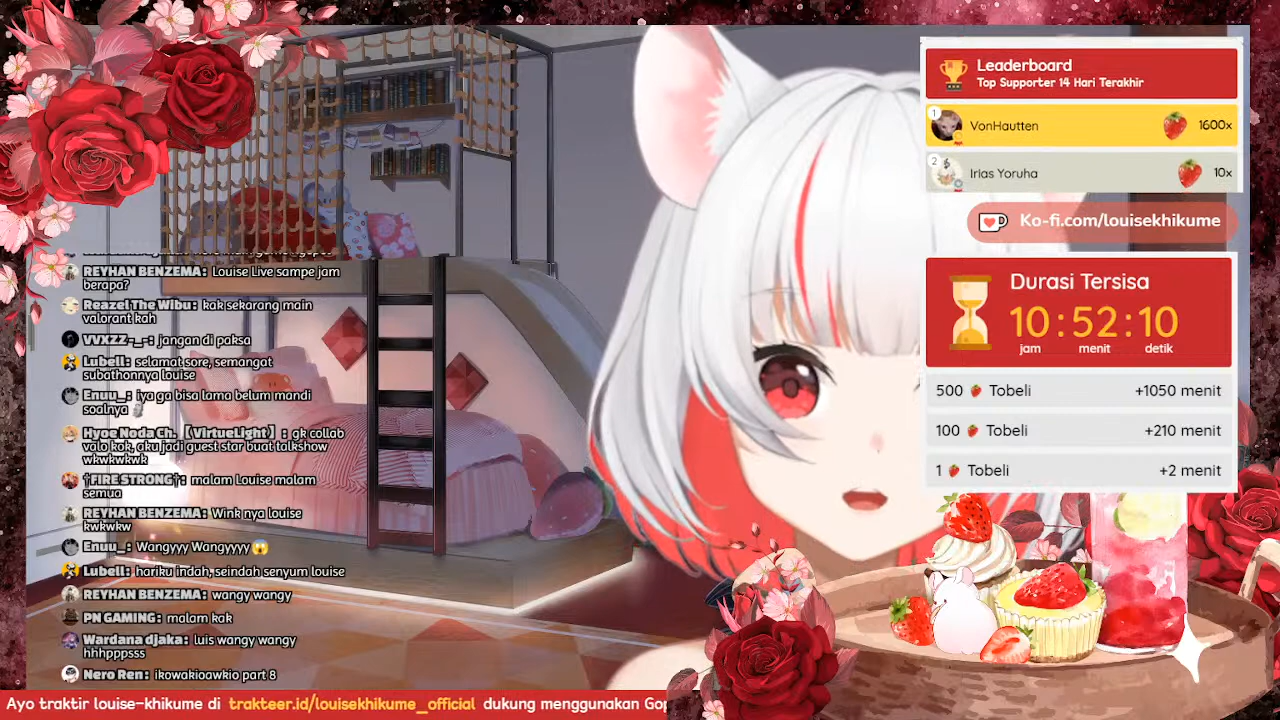 Leaderboard
Top Supporter 14 Hari Terakhir
1
VonHautten
1600x
2
Irlas Yoruha
10x
Ko-fi.com/louisekhikume
Durasi Tersisa
10 : 52 : 10
jam menit detik
500 Tobeli +1050 menit
100 Tobeli +210 menit
1 Tobeli +2 menit
REYHAN BENZEMA: Louise Live sampe jam
berapa?
Reazel The Wibu: kak sekarang main
valorant kah
VVXZZ-_-: jangan di paksa
Lubell: selamat sore, semangat
subathonnya louise
Enuu_: iya ga bisa lama belum mandi
soalnya
Hyoe Noda Ch.【VirtueLight】: gk collab
valo kok, aku jadi guest star buat talkshow
wkwkwkwk
†FIRE STRONG†: malam Louise malam
semua
REYHAN BENZEMA: Wink nya louise
kwkwkw
Enuu_: Wangyyy Wangyyyy😱
Lubell: hariku indah, seindah senyum louise
REYHAN BENZEMA: wangy wangy
PN GAMING: malam kak
Wardana djaka: luis wangy wangy
hhhpppsss
Nero Ren: ikowakioawkio part 8
Ayo traktir louise-khikume di trakteer.id/louisekhikume_official dukung menggunakan Gop